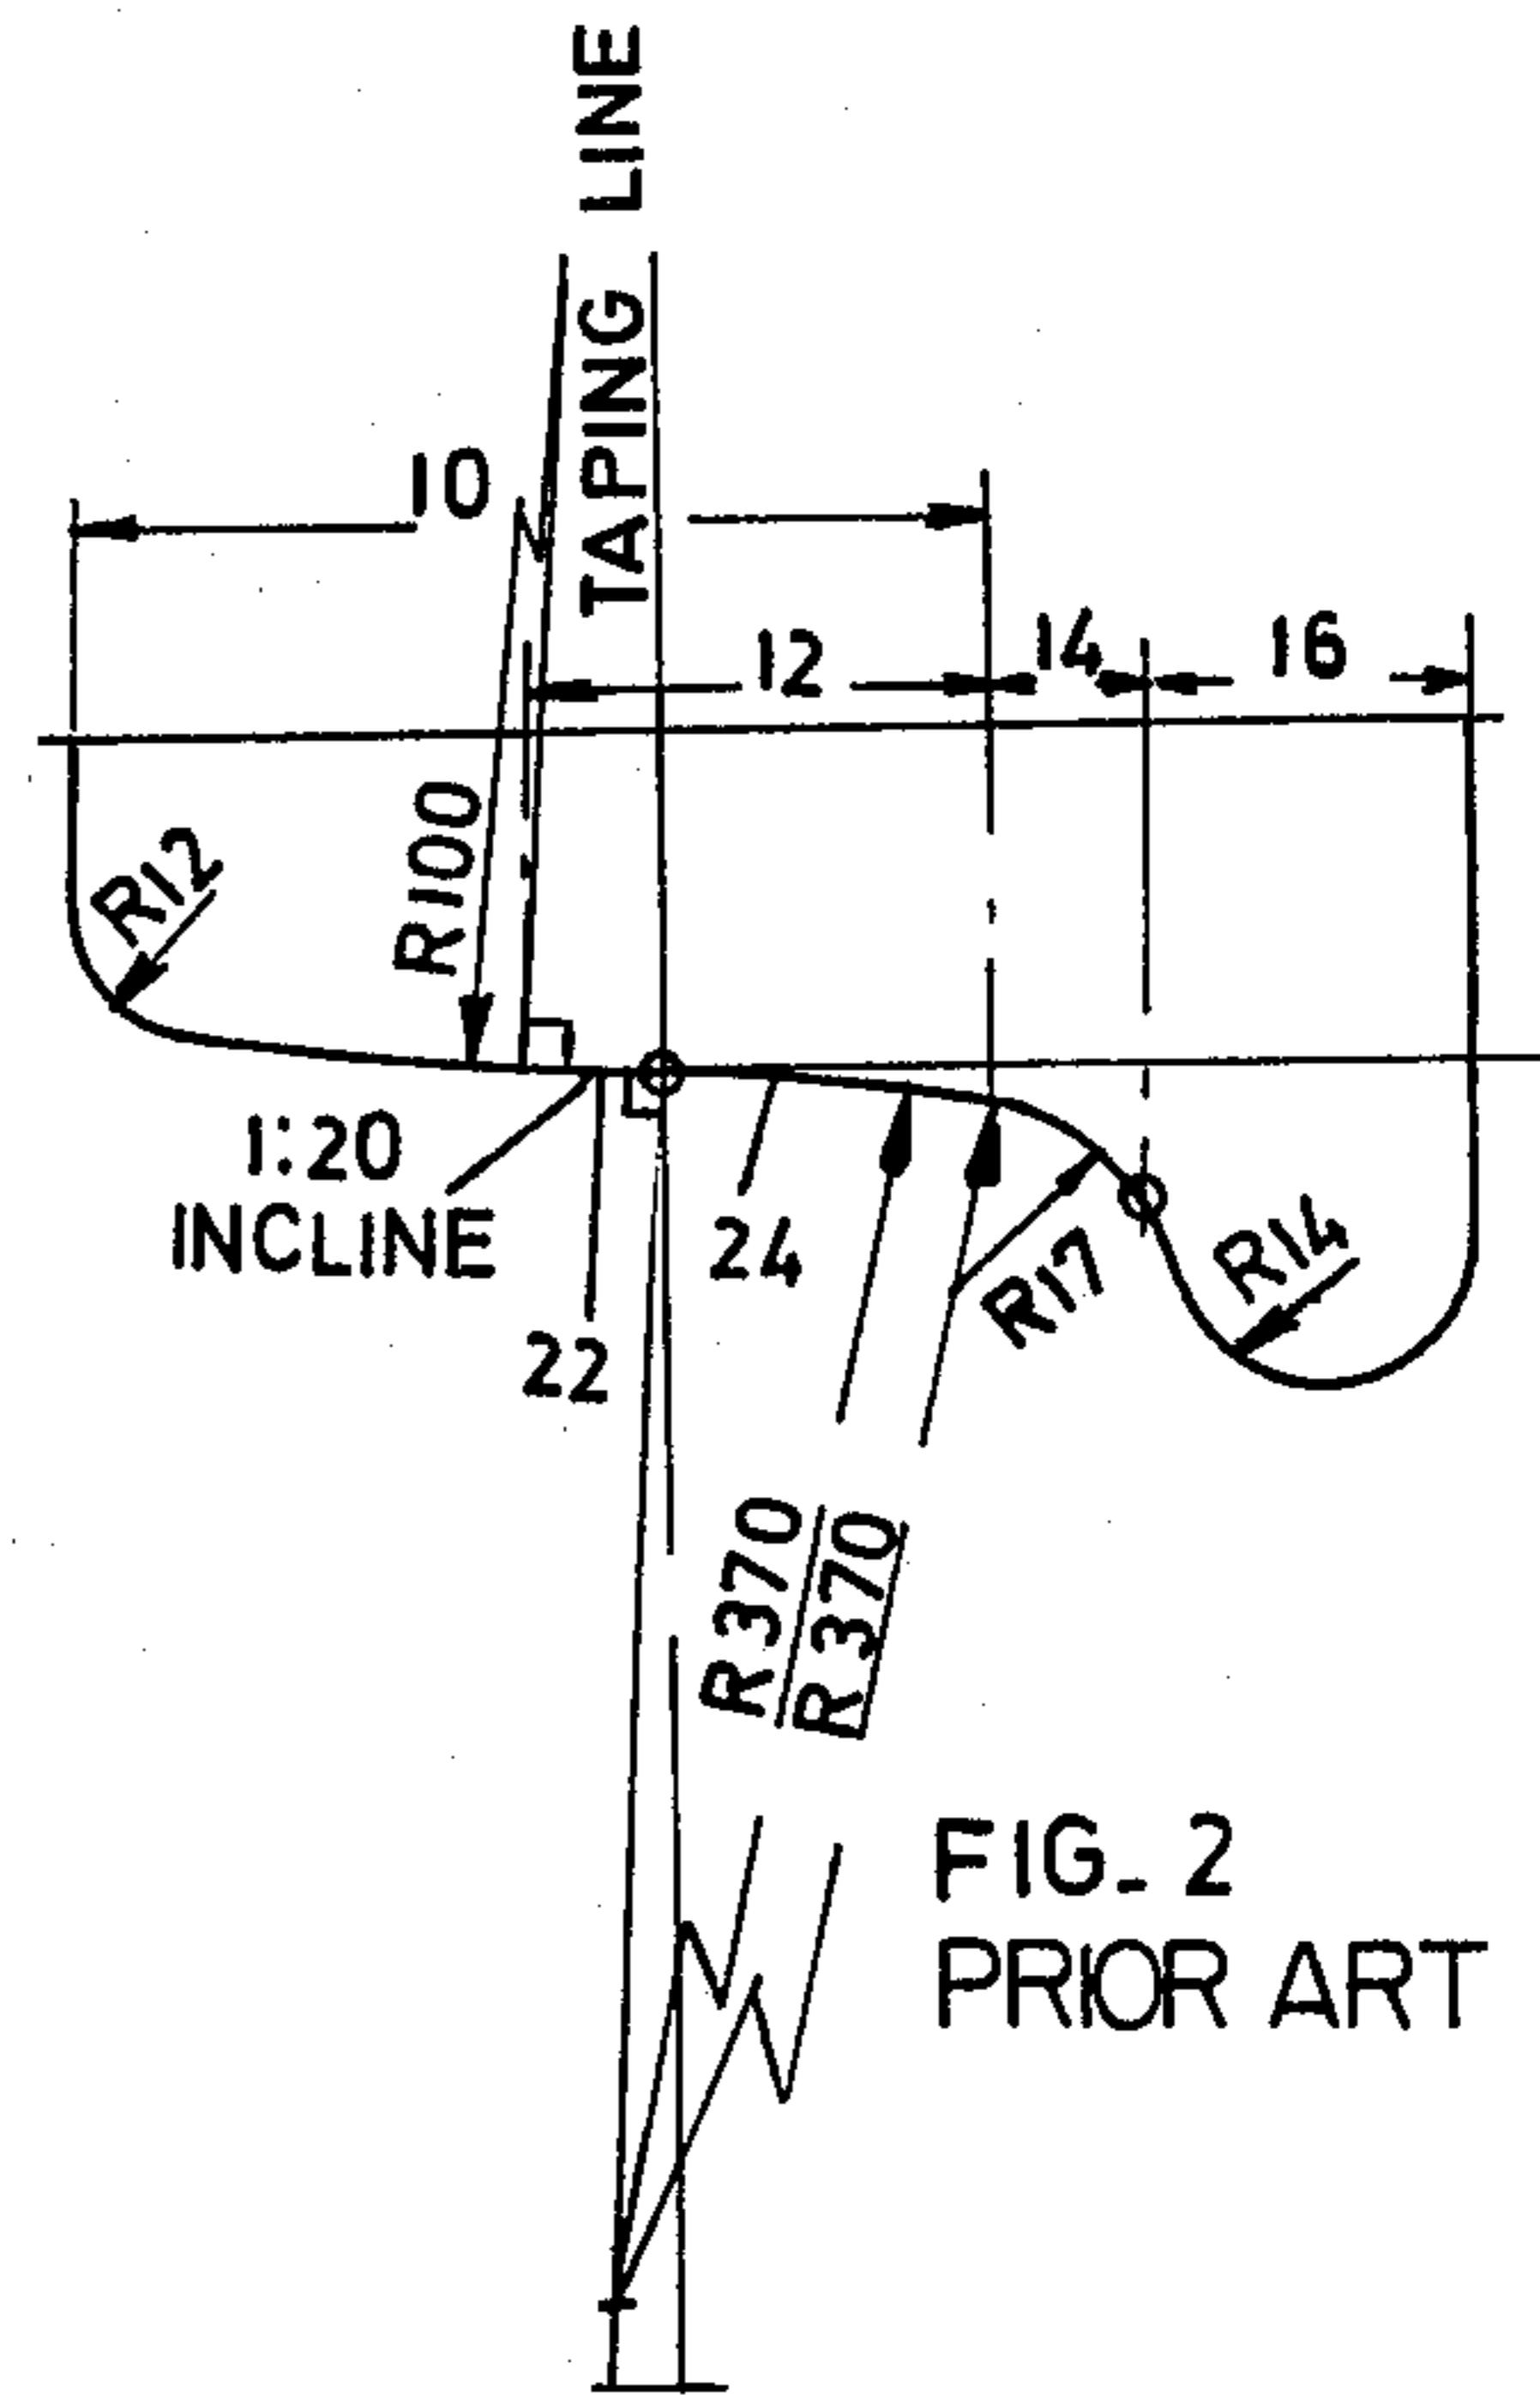 TAPING LINE
10
12
14
16
R12
R100
1:20
INCLINE
22
24
R17
R14
R370
R370
FIG. 2
PRIOR ART